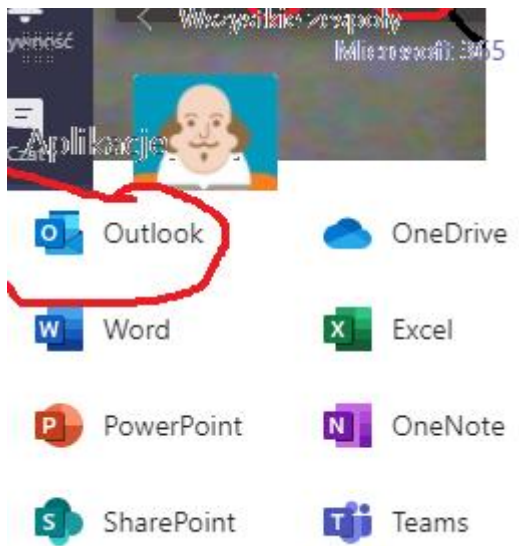 Wszystkie zespoły
Microsoft 365
Aplikacje
Outlook
OneDrive
Word
Excel
PowerPoint
OneNote
SharePoint
Teams